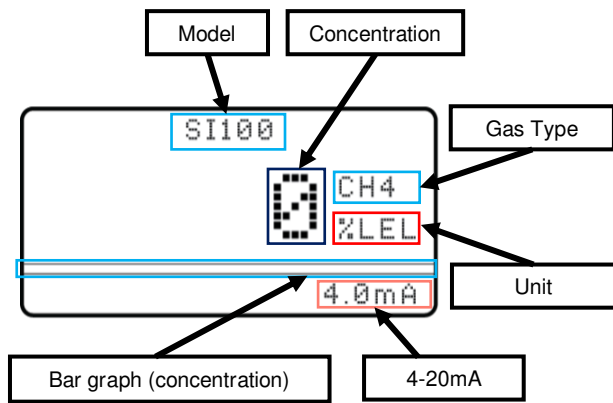 Model
Concentration
SI100
Gas Type
0
CH4
%LEL
4.0mA
Unit
Bar graph (concentration)
4-20mA